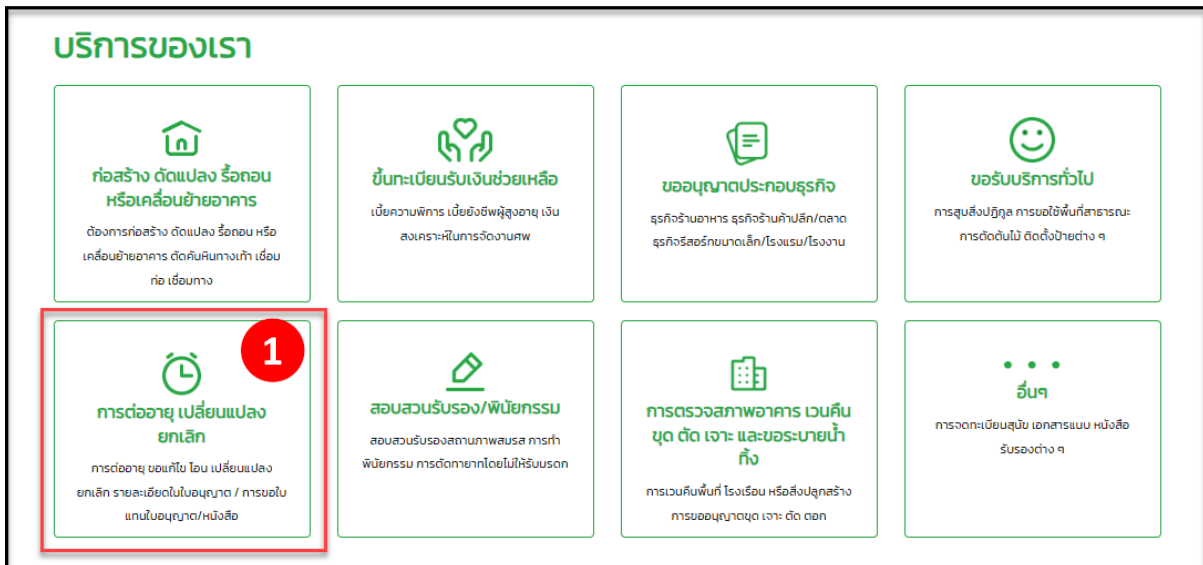 บริการของเรา
ก่อสร้าง ดัดแปลง รื้อถอน
หรือเคลื่อนย้ายอาคาร
ต้องการก่อสร้าง ดัดแปลง รื้อถอน หรือ
เคลื่อนย้ายอาคาร ตัดคันหินทางเท้า เชื่อม
ท่อ เชื่อมทาง
ขึ้นทะเบียนรับเงินช่วยเหลือ
เบี้ยความพิการ เบี้ยยังชีพผู้สูงอายุ เงิน
สงเคราะห์ในการจัดงานศพ
ขออนุญาตประกอบธุรกิจ
ธุรกิจร้านอาหาร ธุรกิจร้านค้าปลีก/ตลาด
ธุรกิจรีสอร์ทขนาดเล็ก/โรงแรม/โรงงาน
ขอรับบริการทั่วไป
การสูบสิ่งปฏิกูล การขอใช้พื้นที่สาธารณะ
การตัดต้นไม้ ติดตั้งป้ายต่าง ๆ
1
การต่ออายุ เปลี่ยนแปลง
ยกเลิก
การต่ออายุ ขอแก้ไข โอน เปลี่ยนแปลง
ยกเลิก รายละเอียดในใบอนุญาต / การขอใบ
แทนใบอนุญาต/หนังสือ
สอบสวนรับรอง/พินัยกรรม
สอบสวนรับรองสถานภาพสมรส การทำ
พินัยกรรม การตัดทายาทโดยไม่ให้รับมรดก
การตรวจสภาพอาคาร เวนคืน
ขุด ตัด เจาะ และขอระบายน้ำ
ทิ้ง
การเวนคืนพื้นที่ โรงเรือน หรือสิ่งปลูกสร้าง
การขออนุญาตขุด เจาะ ตัด ตอก
อื่นๆ
การจดทะเบียนสุนัข เอกสารแบบ หนังสือ
รับรองต่าง ๆ